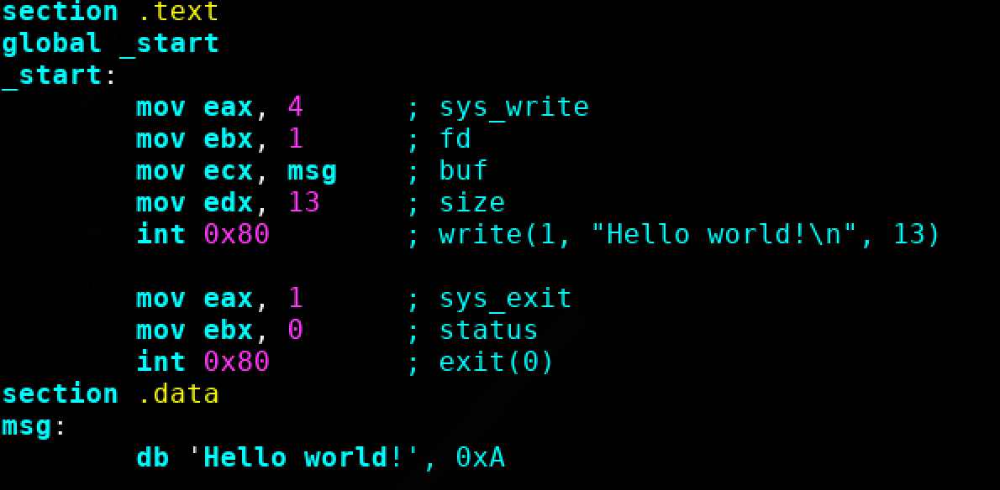 section .text
global _start
_start:
mov eax, 4 ; sys_write
mov ebx, 1 ; fd
mov ecx, msg ; buf
mov edx, 13 ; size
int 0x80 ; write(1, "Hello world!\n", 13)
mov eax, 1 ; sys_exit
mov ebx, 0 ; status
int 0x80 ; exit(0)
section .data
msg:
db 'Hello world!', 0xA